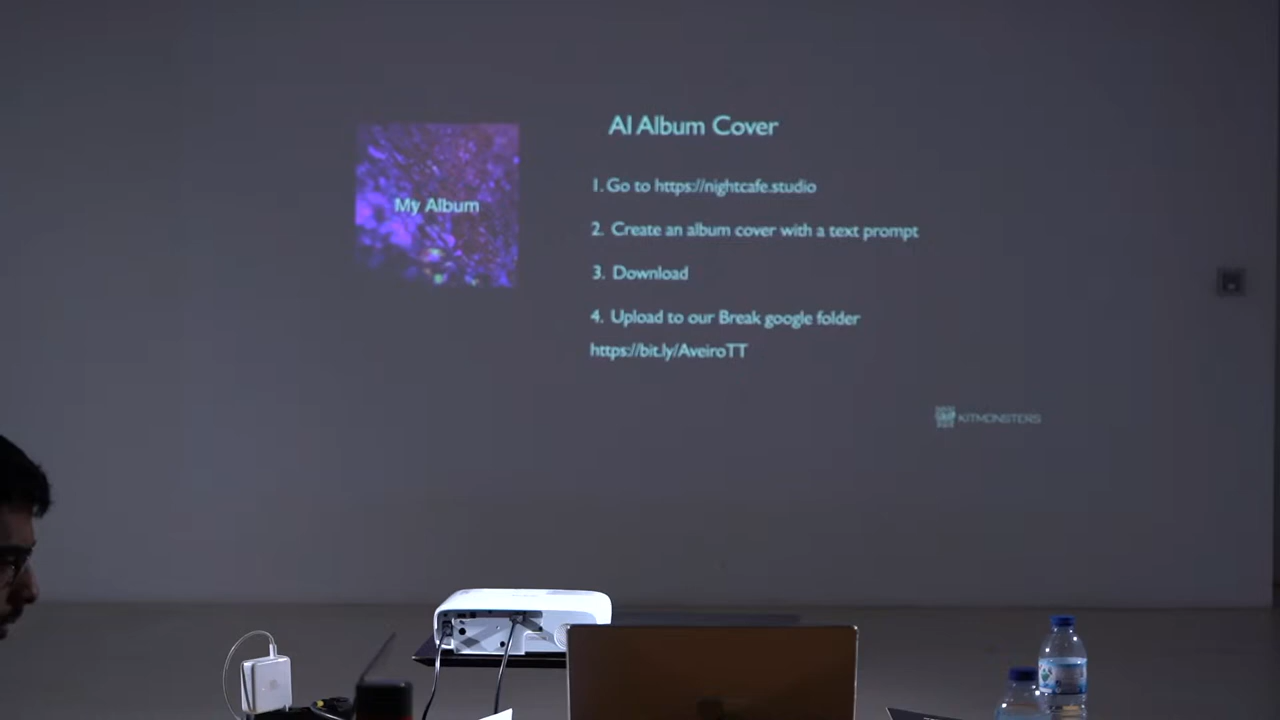 AI Album Cover
My Album
1. Go to https://nightcafe.studio
2. Create an album cover with a text prompt
3. Download
4. Upload to our Break google folder
https://bit.ly/AveiroTT
KITMONSTERS